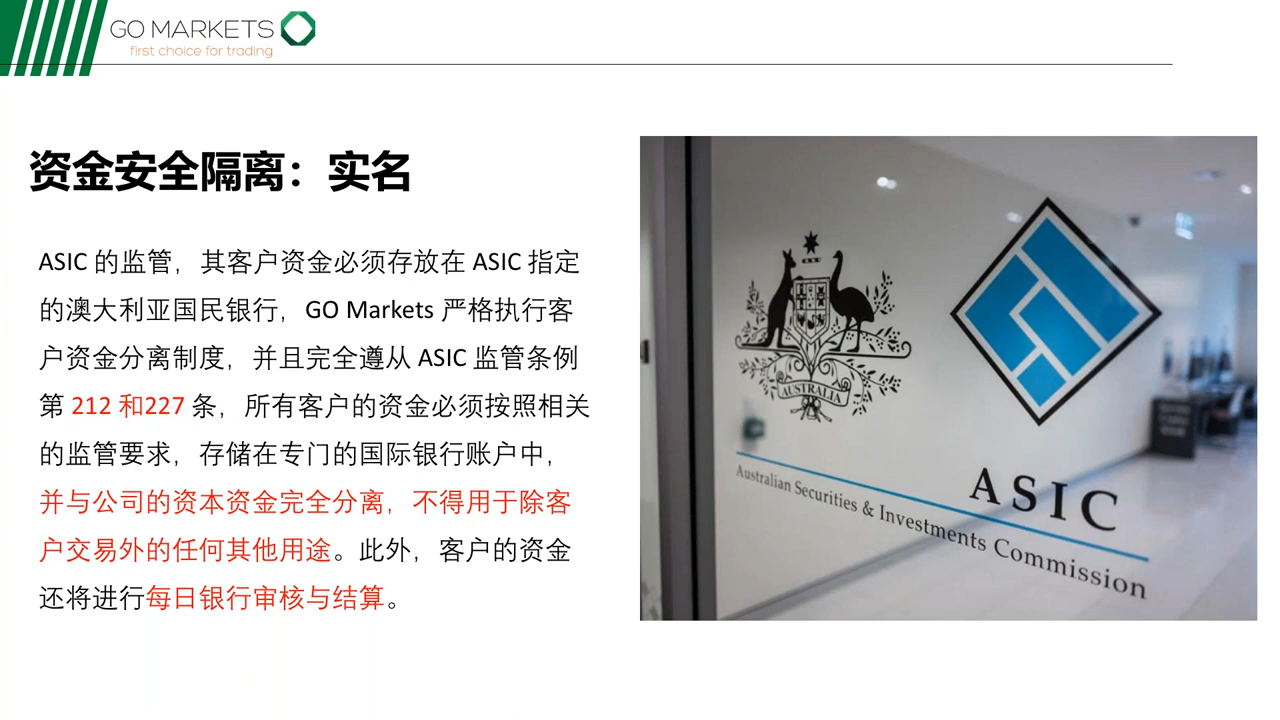 GO MARKETS
first choice for trading
资金安全隔离：实名
ASIC 的监管，其客户资金必须存放在 ASIC 指定
的澳大利亚国民银行，GO Markets 严格执行客
户资金分离制度，并且完全遵从 ASIC 监管条例
第 212 和227 条，所有客户的资金必须按照相关
的监管要求，存储在专门的国际银行账户中，
并与公司的资本资金完全分离，不得用于除客
户交易外的任何其他用途。此外，客户的资金
还将进行每日银行审核与结算。
AUSTRALIA
ASIC
Australian Securities & Investments Commission